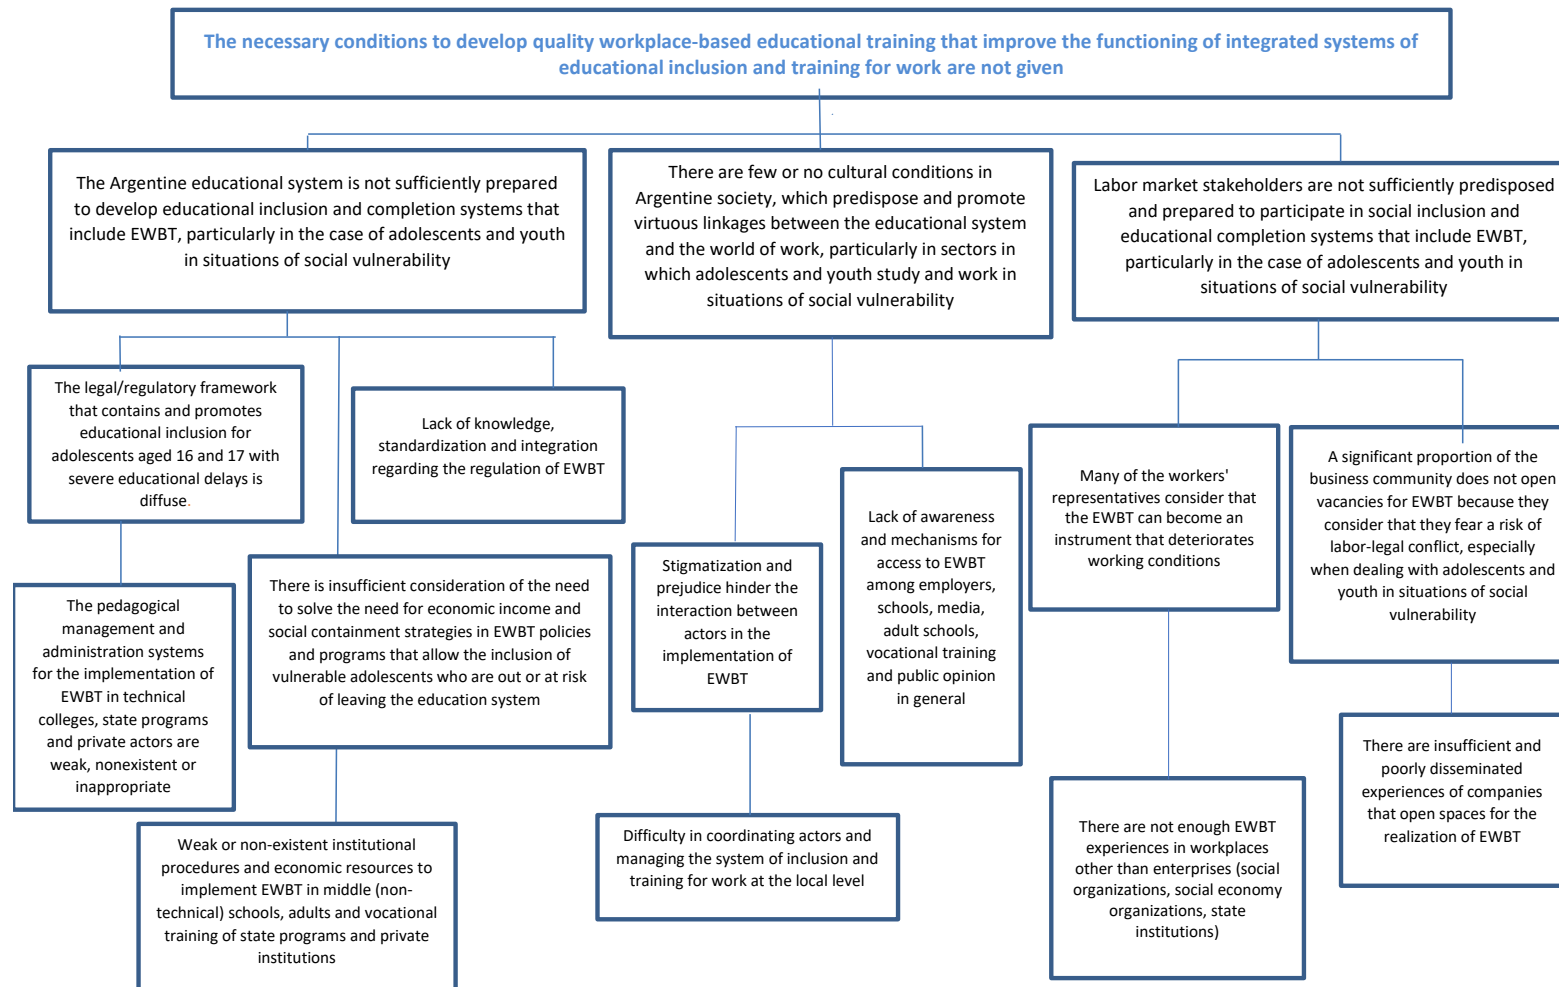 The necessary conditions to develop quality workplace-based educational training that improve the functioning of integrated systems of
educational inclusion and training for work are not given
The Argentine educational system is not sufficiently prepared
to develop educational inclusion and completion systems that
include EWBT, particularly in the case of adolescents and youth
in situations of social vulnerability
There are few or no cultural conditions in
Argentine society, which predispose and promote
virtuous linkages between the educational system
and the world of work, particularly in sectors in
which adolescents and youth study and work in
situations of social vulnerability
Labor market stakeholders are not sufficiently predisposed
and prepared to participate in social inclusion and
educational completion systems that include EWBT,
particularly in the case of adolescents and youth in
situations of social vulnerability
The legal/regulatory framework
that contains and promotes
educational inclusion for
adolescents aged 16 and 17 with
severe educational delays is
diffuse.
Lack of knowledge,
standardization and integration
regarding the regulation of EWBT
Many of the workers'
representatives consider that
the EWBT can become an
instrument that deteriorates
working conditions
A significant proportion of the
business community does not open
vacancies for EWBT because they
consider that they fear a risk of
labor-legal conflict, especially
when dealing with adolescents and
youth in situations of social
vulnerability
Lack of awareness
and mechanisms for
access to EWBT
among employers,
schools, media,
adult schools,
vocational training
and public opinion
in general
Stigmatization and
prejudice hinder the
interaction between
actors in the
implementation of
EWBT
There is insufficient consideration of the need
to solve the need for economic income and
social containment strategies in EWBT policies
and programs that allow the inclusion of
vulnerable adolescents who are out or at risk
of leaving the education system
The pedagogical
management and
administration systems
for the implementation of
EWBT in technical
colleges, state programs
and private actors are
weak, nonexistent or
inappropriate
Weak or non-existent institutional
procedures and economic resources to
implement EWBT in middle (non-
technical) schools, adults and vocational
training of state programs and private
institutions
Difficulty in coordinating actors and
managing the system of inclusion and
training for work at the local level
There are not enough EWBT
experiences in workplaces
other than enterprises (social
organizations, social economy
organizations, state
institutions)
There are insufficient and
poorly disseminated
experiences of companies
that open spaces for the
realization of EWBT